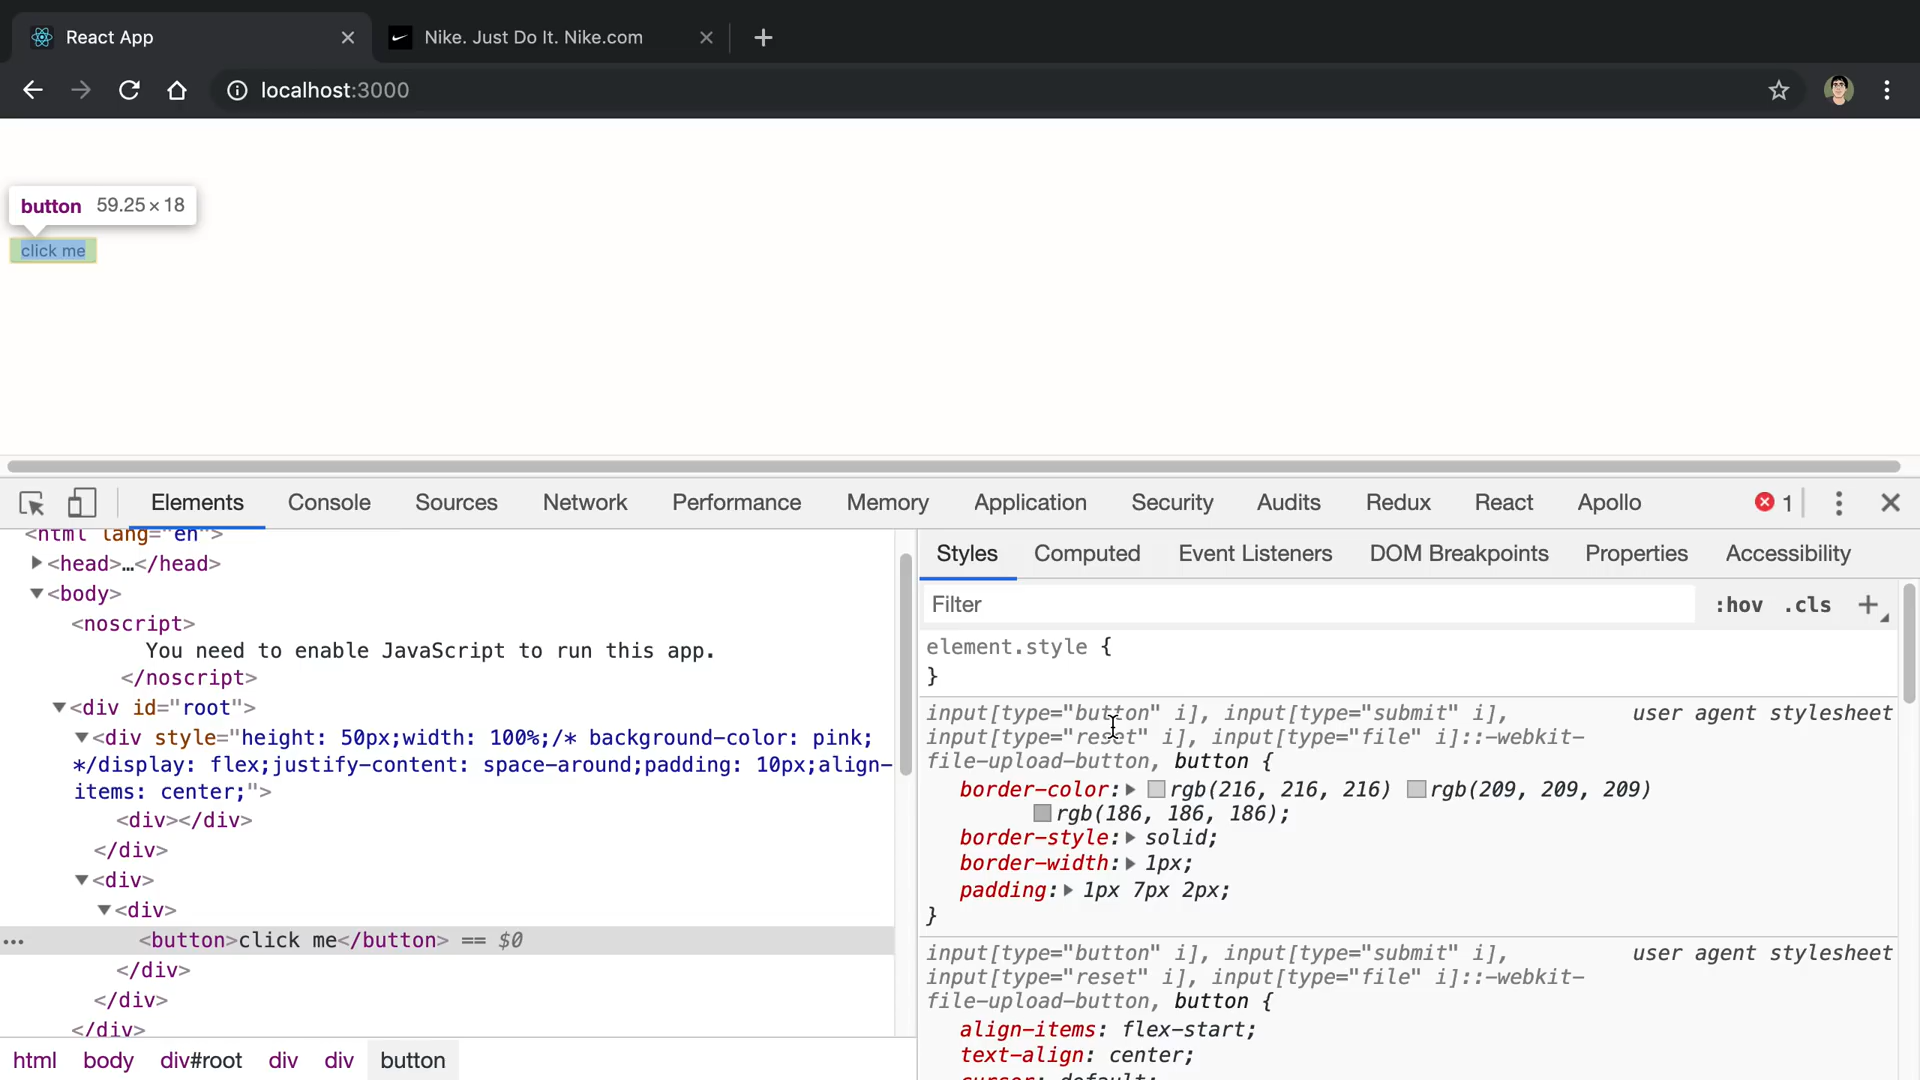 React App
Nike. Just Do It. Nike.com
localhost:3000
button 59.25 × 18
click me
Elements Console Sources Network Performance Memory Application Security Audits Redux React Apollo 1
<html lang="en">
<head>…</head>
<body>
<noscript>
You need to enable JavaScript to run this app.
</noscript>
<div id="root">
<div style="height: 50px;width: 100%;/* background-color: pink;
*/display: flex;justify-content: space-around;padding: 10px;align-
items: center;">
<div></div>
</div>
<div>
<div>
<button>click me</button> == $0
</div>
</div>
</div>
html body div#root div div button
Styles Computed Event Listeners DOM Breakpoints Properties Accessibility
Filter :hov .cls
element.style {
}
input[type="button" i], input[type="submit" i], user agent stylesheet
input[type="reset" i], input[type="file" i]::-webkit-
file-upload-button, button {
border-color: rgb(216, 216, 216) rgb(209, 209, 209)
rgb(186, 186, 186);
border-style: solid;
border-width: 1px;
padding: 1px 7px 2px;
}
input[type="button" i], input[type="submit" i], user agent stylesheet
input[type="reset" i], input[type="file" i]::-webkit-
file-upload-button, button {
align-items: flex-start;
text-align: center;
cursor: default;